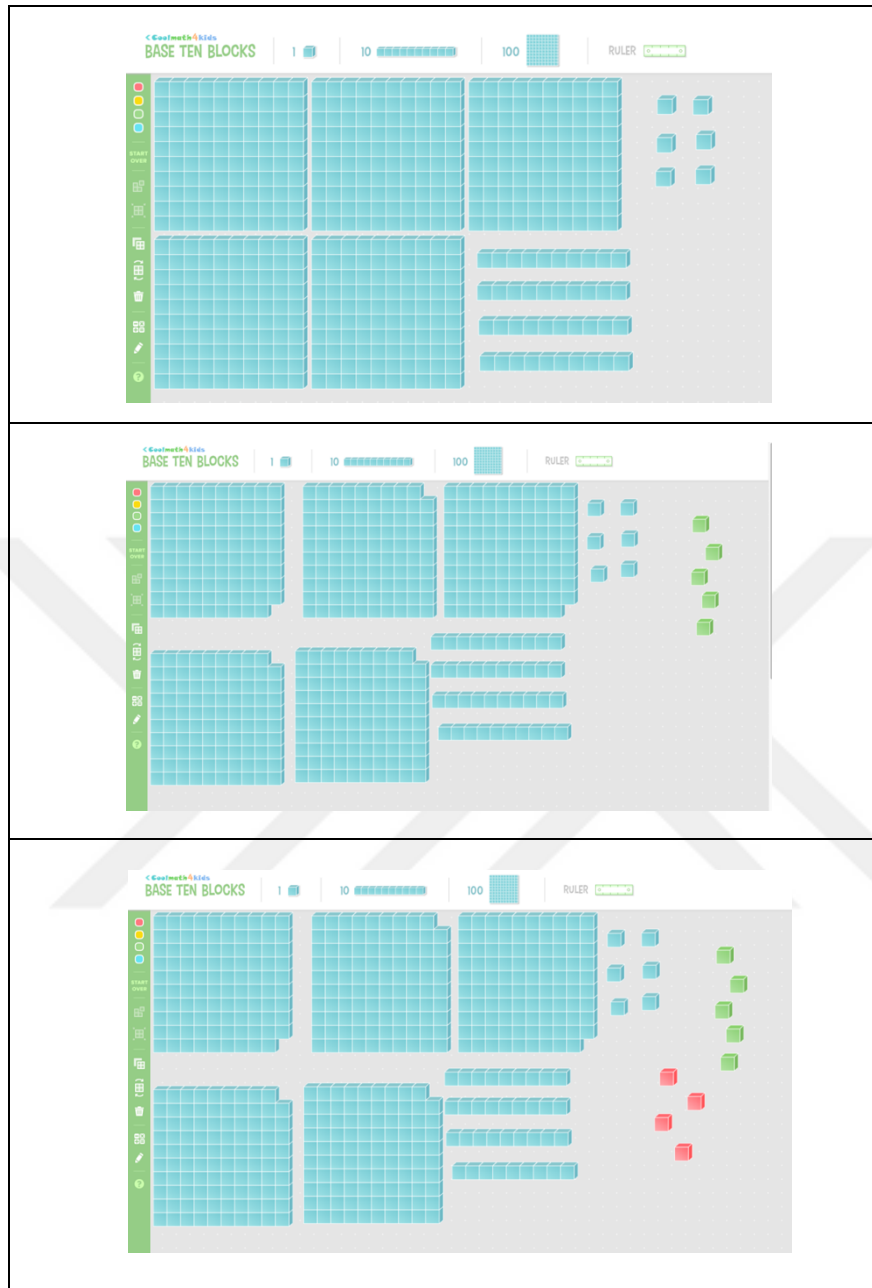 <Coolmath4kids
BASE TEN BLOCKS 1 10 100 RULER
START
OVER
?
<Coolmath4kids
BASE TEN BLOCKS 1 10 100 RULER
START
OVER
?
<Coolmath4kids
BASE TEN BLOCKS 1 10 100 RULER
START
OVER
?